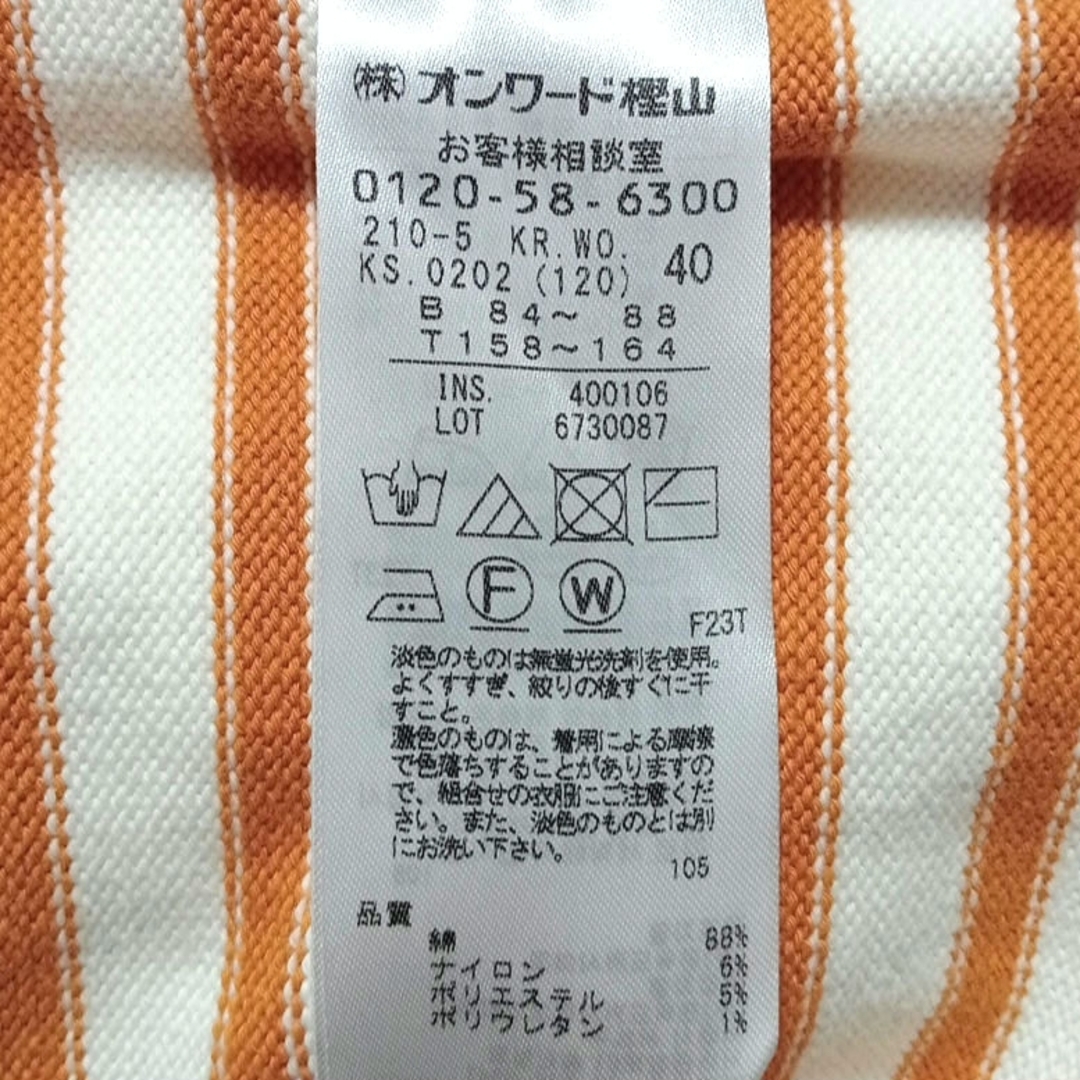 ㈱オンワード樫山
お客様相談室
0120-58-6300
210-5 KR.WO.
KS.0202 (120) 40
B 84～ 88
T158～164
INS. 400106
LOT 6730087
F
W
F23T
淡色のものは無蛍光洗剤を使用。
よくすすぎ、絞りの後すぐに干
すこと。
濃色のものは、着用による摩擦
で色落ちすることがありますの
で、組合せの衣服にご注意くだ
さい。また、淡色のものとは別
にお洗い下さい。
105
品質
綿 88%
ナイロン 6%
ポリエステル 5%
ポリウレタン 1%